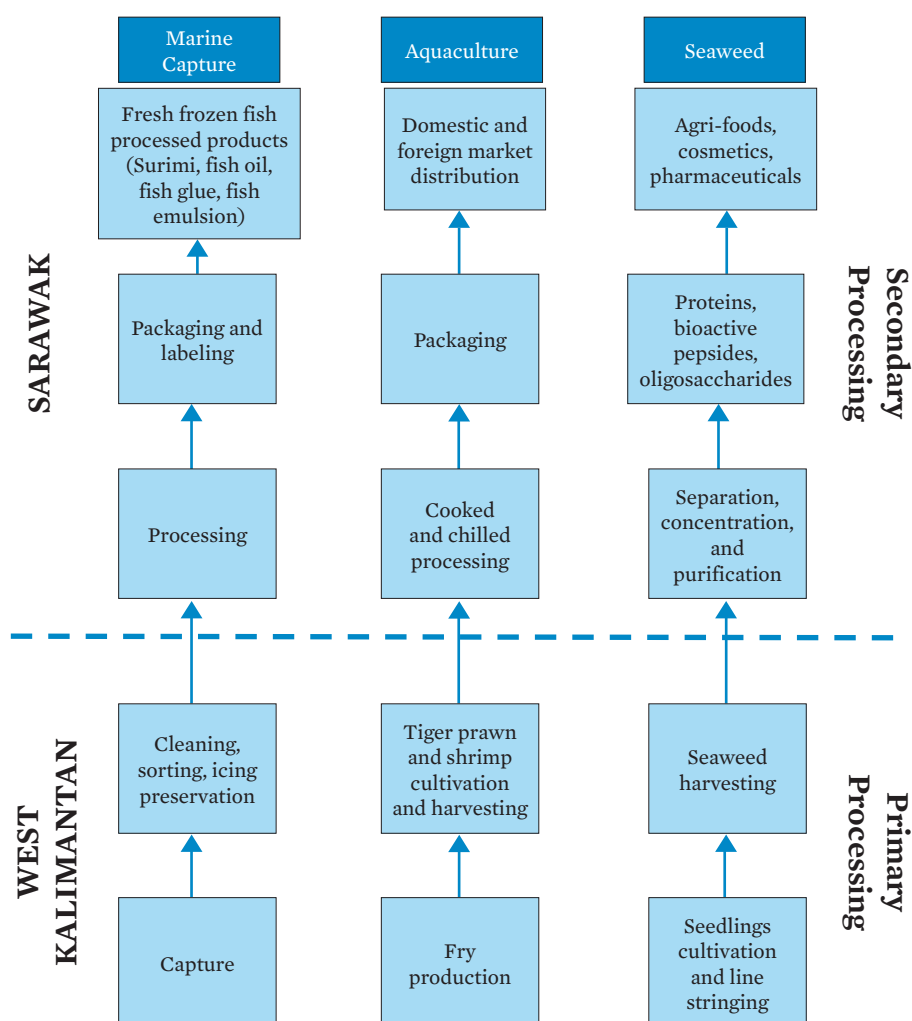 Marine
Capture
Aquaculture
Seaweed
Fresh frozen fish
processed products
(Surimi, fish oil,
fish glue, fish
emulsion)
Domestic and
foreign market
distribution
Agri-foods,
cosmetics,
pharmaceuticals
SARAWAK
Secondary
Processing
Packaging and
labeling
Packaging
Proteins,
bioactive
pepsides,
oligosaccharides
Processing
Cooked
and chilled
processing
Separation,
concentration,
and
purification
WEST
KALIMANTAN
Primary
Processing
Cleaning,
sorting, icing
preservation
Tiger prawn
and shrimp
cultivation
and harvesting
Seaweed
harvesting
Capture
Fry
production
Seedlings
cultivation
and line
stringing